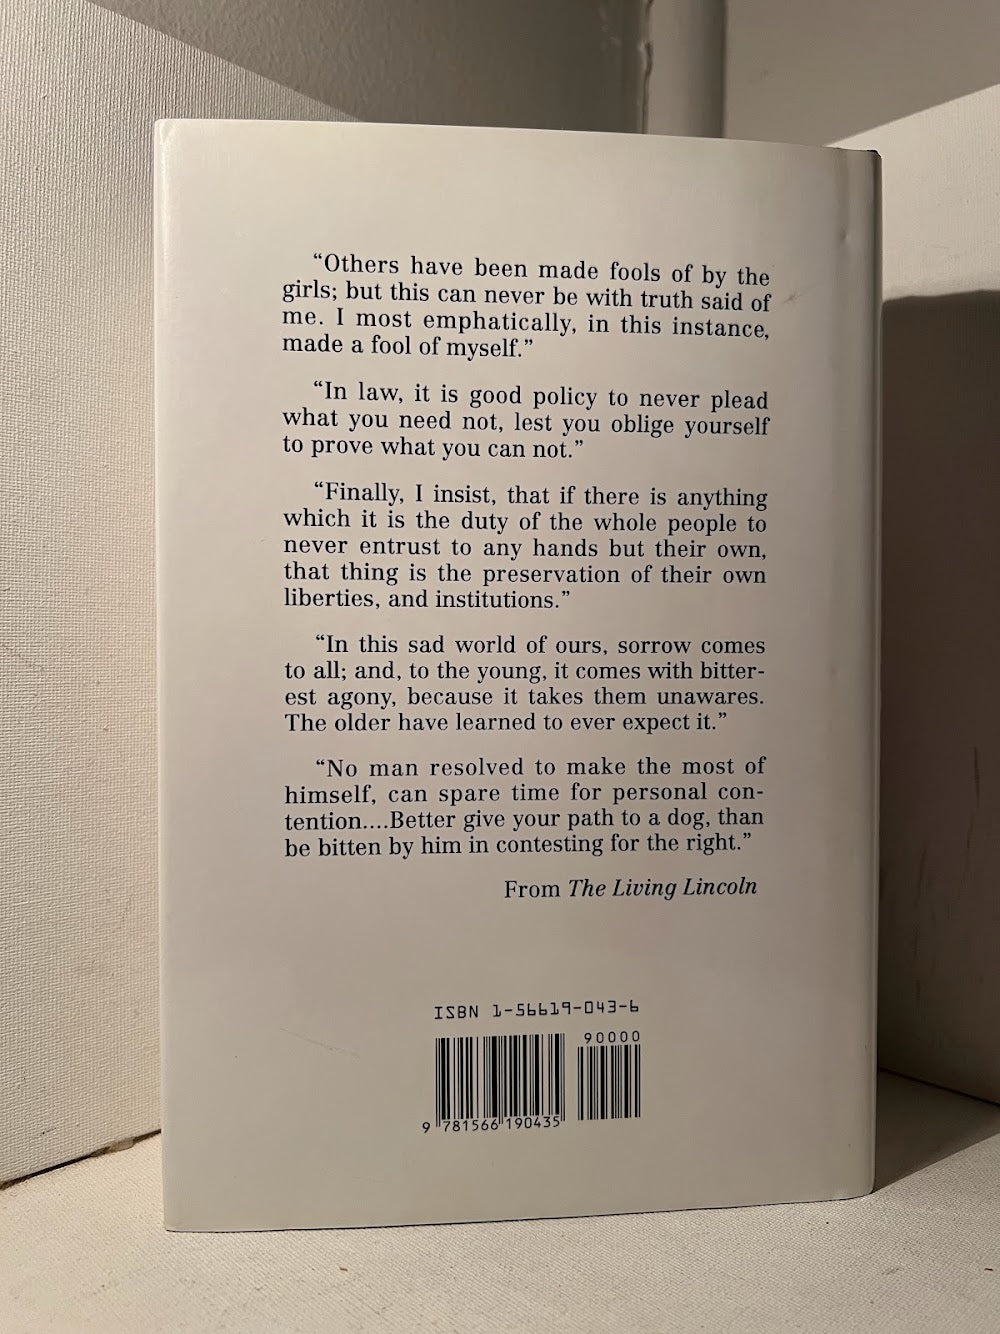 “Others have been made fools of by the
girls; but this can never be with truth said of
me. I most emphatically, in this instance,
made a fool of myself.”
“In law, it is good policy to never plead
what you need not, lest you oblige yourself
to prove what you can not.”
“Finally, I insist, that if there is anything
which it is the duty of the whole people to
never entrust to any hands but their own,
that thing is the preservation of their own
liberties, and institutions.”
“In this sad world of ours, sorrow comes
to all; and, to the young, it comes with bitter-
est agony, because it takes them unawares.
The older have learned to ever expect it.”
“No man resolved to make the most of
himself, can spare time for personal con-
tention....Better give your path to a dog, than
be bitten by him in contesting for the right.”
From The Living Lincoln
ISBN 1-56619-043-6
90000
9 781566 190435